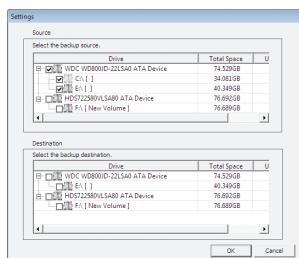 Settings
Source
Select the backup source.
Drive Total Space U
WDC WD800JD-22LSA0 ATA Device 74.529GB
C:\ [ ] 34.081GB
E:\ [ ] 40.349GB
HDS722580VLSA80 ATA Device 76.692GB
F:\ [ New Volume ] 76.689GB
Destination
Select the backup destination.
Drive Total Space U
WDC WD800JD-22LSA0 ATA Device 74.529GB
E:\ [ ] 40.349GB
HDS722580VLSA80 ATA Device 76.692GB
F:\ [ New Volume ] 76.689GB
OK Cancel